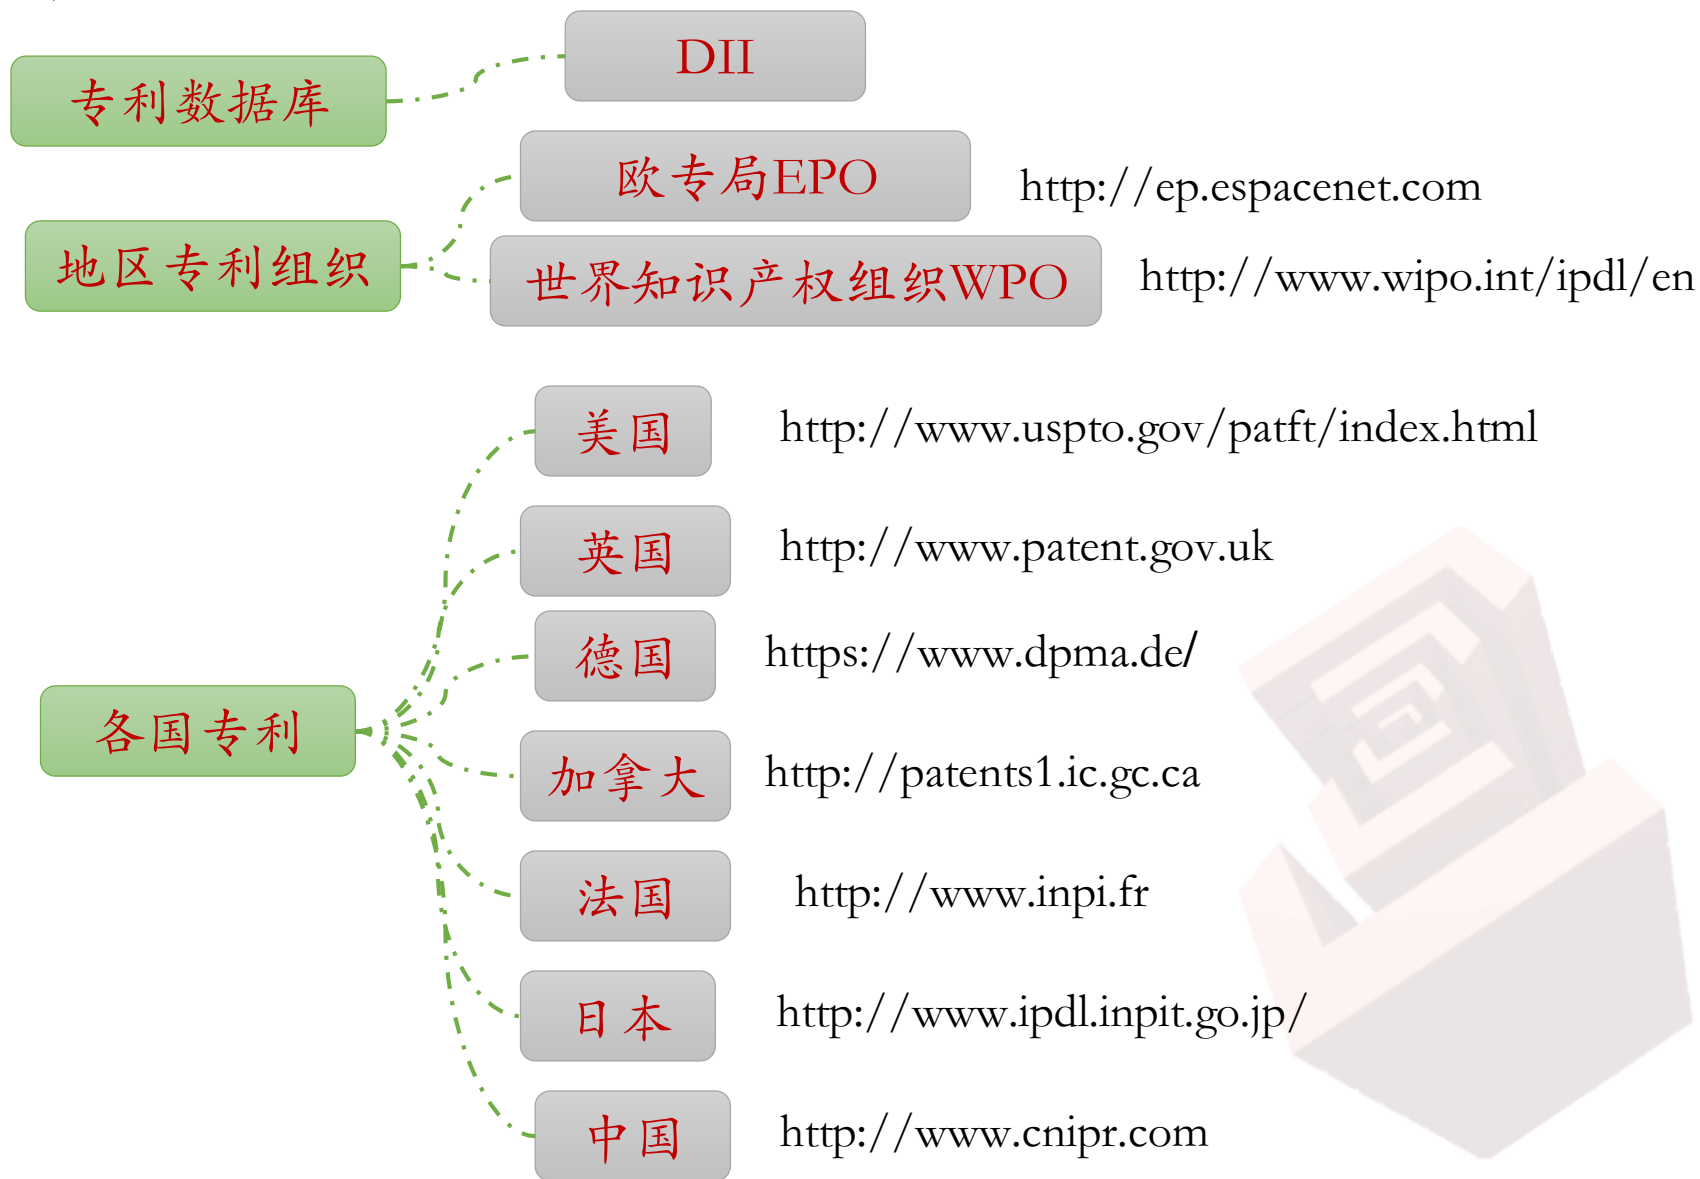 专利数据库
DII
地区专利组织
欧专局EPO
http://ep.espacenet.com
世界知识产权组织WPO
http://www.wipo.int/ipdl/en
各国专利
美国
http://www.uspto.gov/patft/index.html
英国
http://www.patent.gov.uk
德国
https://www.dpma.de/
加拿大
http://patents1.ic.gc.ca
法国
http://www.inpi.fr
日本
http://www.ipdl.inpit.go.jp/
中国
http://www.cnipr.com